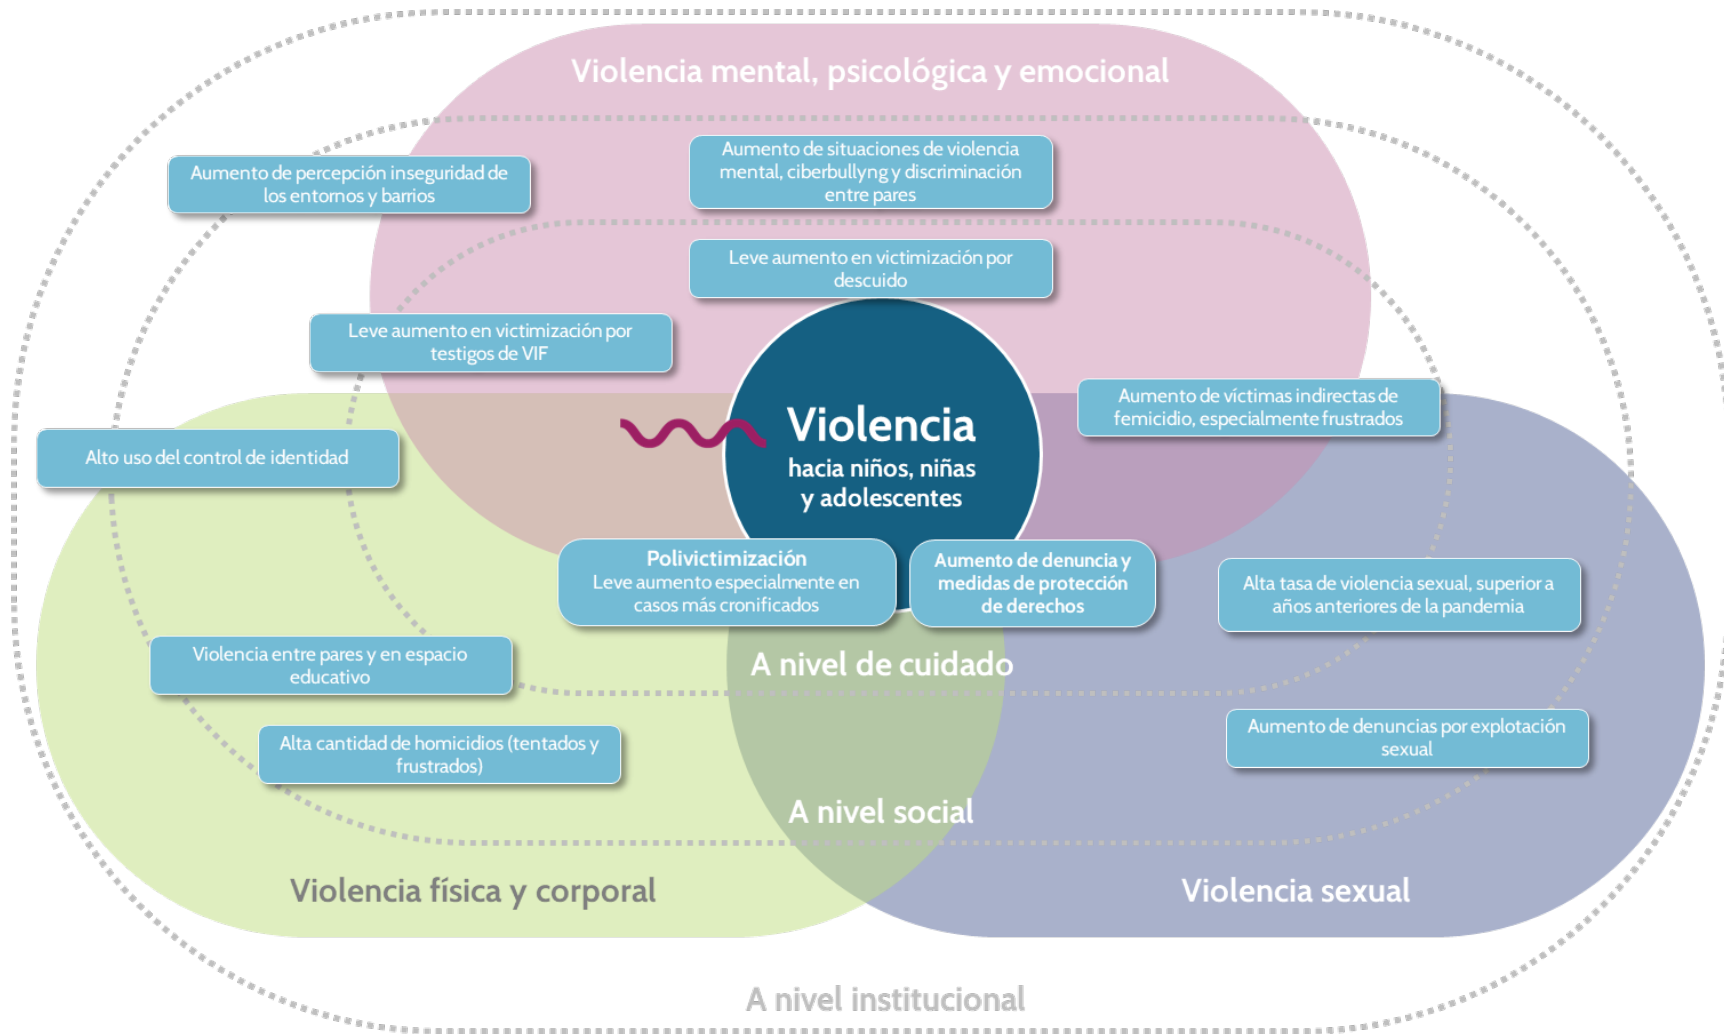 Violencia mental, psicológica y emocional
Aumento de situaciones de violencia
mental, ciberbullyng y discriminación
entre pares
Aumento de percepción inseguridad de
los entornos y barrios
Leve aumento en victimización por
descuido
Leve aumento en victimización por
testigos de VIF
Aumento de víctimas indirectas de
femicidio, especialmente frustrados
Violencia
hacia niños, niñas
y adolescentes
Alto uso del control de identidad
Polivictimización
Leve aumento especialmente en
casos más cronificados
Aumento de denuncia y
medidas de protección
de derechos
Alta tasa de violencia sexual, superior a
años anteriores de la pandemia
Violencia entre pares y en espacio
educativo
A nivel de cuidado
Alta cantidad de homicidios (tentados y
frustrados)
Aumento de denuncias por explotación
sexual
A nivel social
Violencia física y corporal
Violencia sexual
A nivel institucional